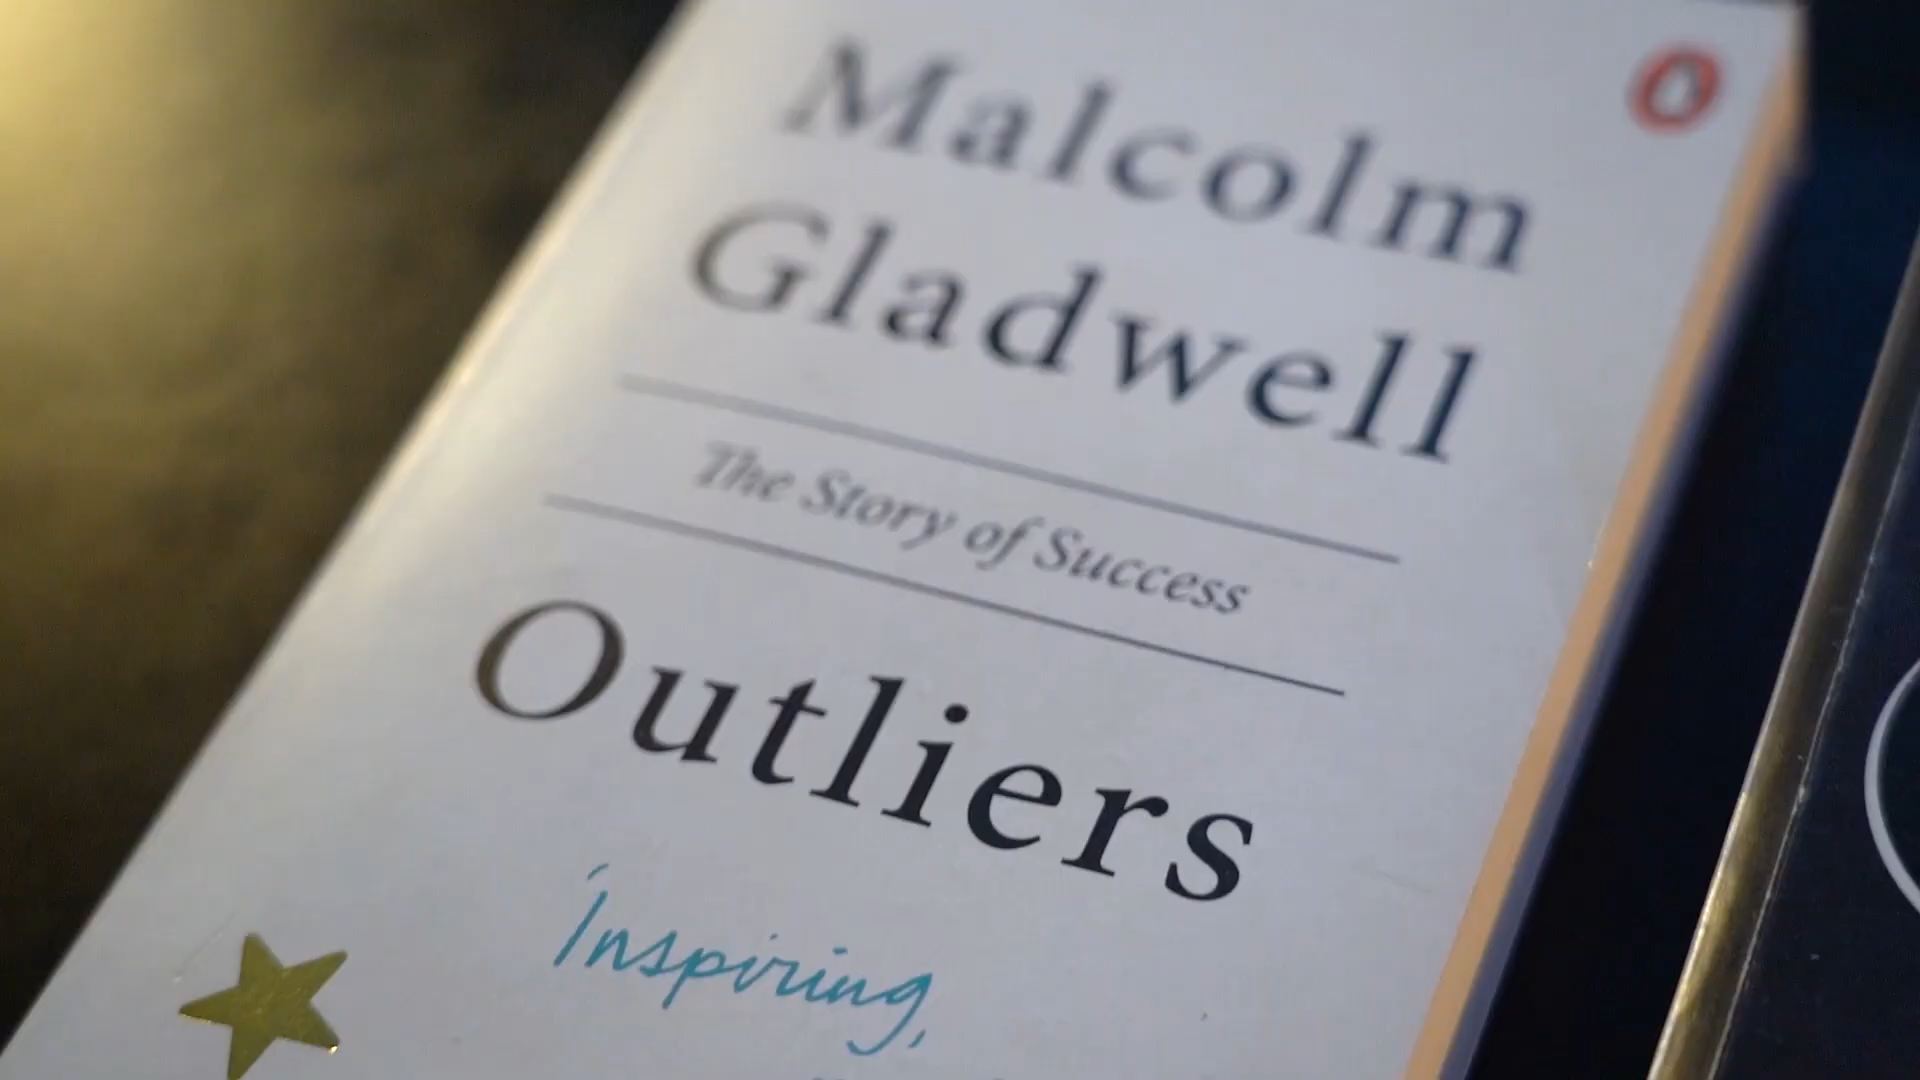 Malcolm
Gladwell
The Story of Success
Outliers
Inspiring,